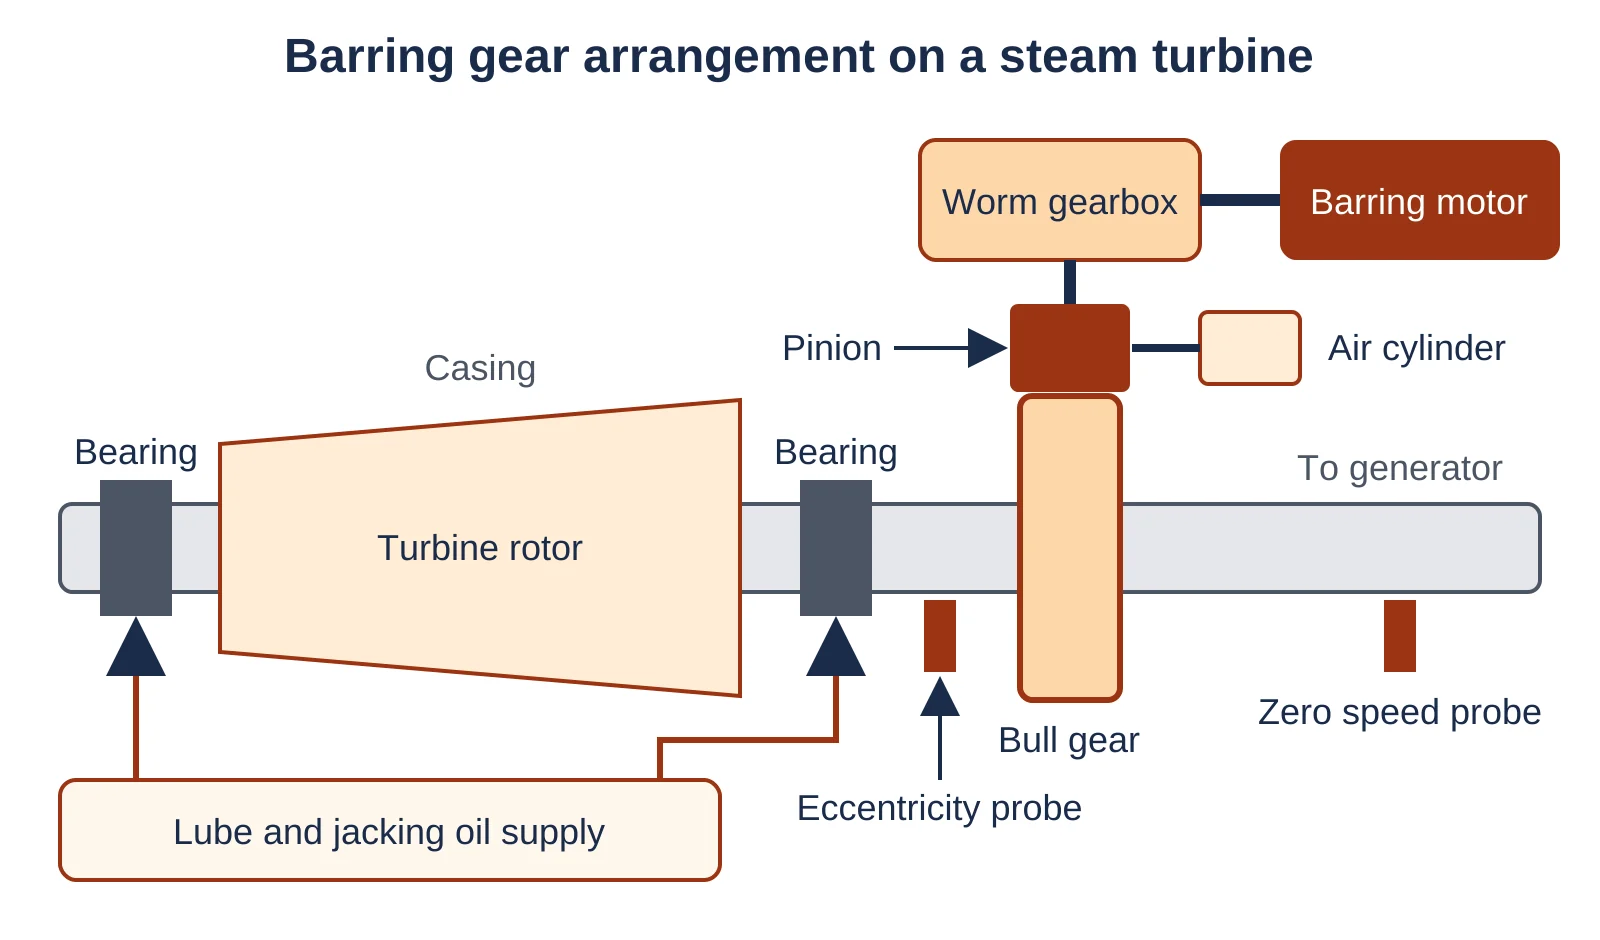 Barring gear arrangement on a steam turbine
Worm gearbox
Barring motor
Pinion
Air cylinder
Casing
Bearing
Bearing
To generator
Turbine rotor
Zero speed probe
Bull gear
Eccentricity probe
Lube and jacking oil supply